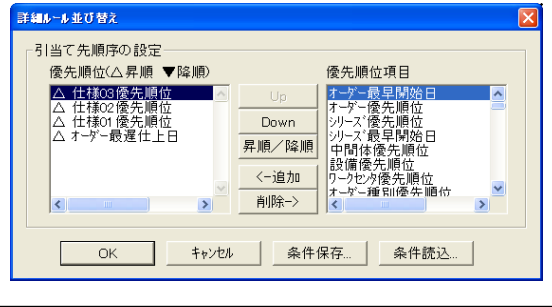 詳細ルール並び替え
引当て先順序の設定
優先順位(△昇順 ▼降順)
△ 仕様03優先順位
△ 仕様02優先順位
△ 仕様01優先順位
△ オーダー最遅仕上日
Up
Down
昇順／降順
<-追加
削除->
優先順位項目
オーダー最早開始日
オーダー優先順位
シリーズ優先順位
シリーズ最早開始日
中間体優先順位
設備優先順位
ワークセンタ優先順位
オーダー種別優先順位
OK
キャンセル
条件保存...
条件読込...